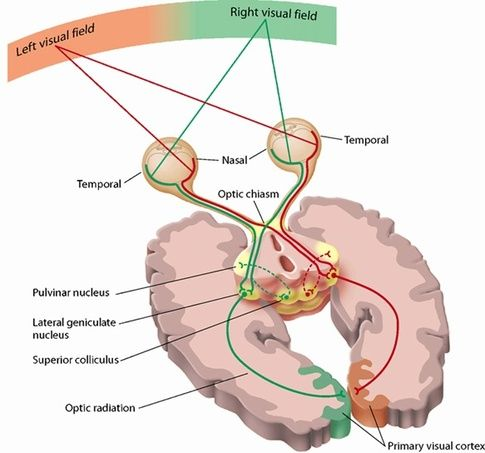 Right visual field
Left visual field
Temporal
Nasal
Temporal
Optic chiasm
Pulvinar nucleus
Lateral geniculate
nucleus
Superior colliculus
Optic radiation
Primary visual cortex